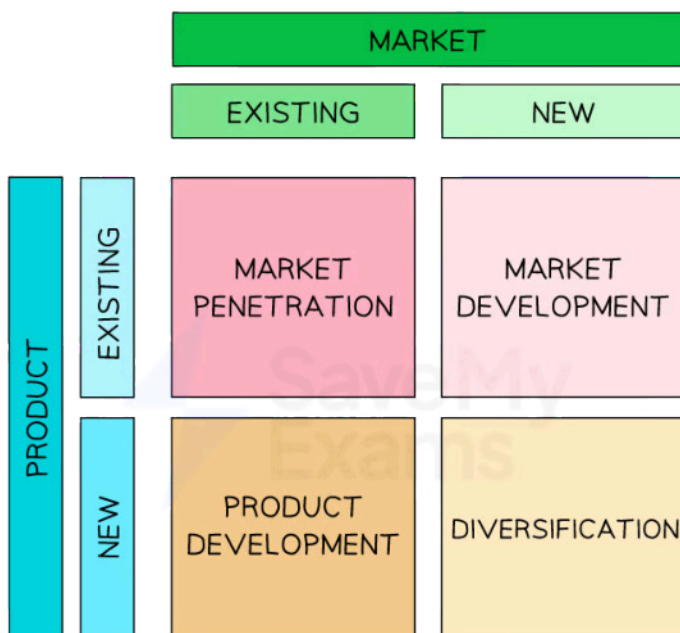 MARKET
EXISTING
NEW
PRODUCT
EXISTING
MARKET
PENETRATION
MARKET
DEVELOPMENT
SaveMy
Exams
NEW
PRODUCT
DEVELOPMENT
DIVERSIFICATION